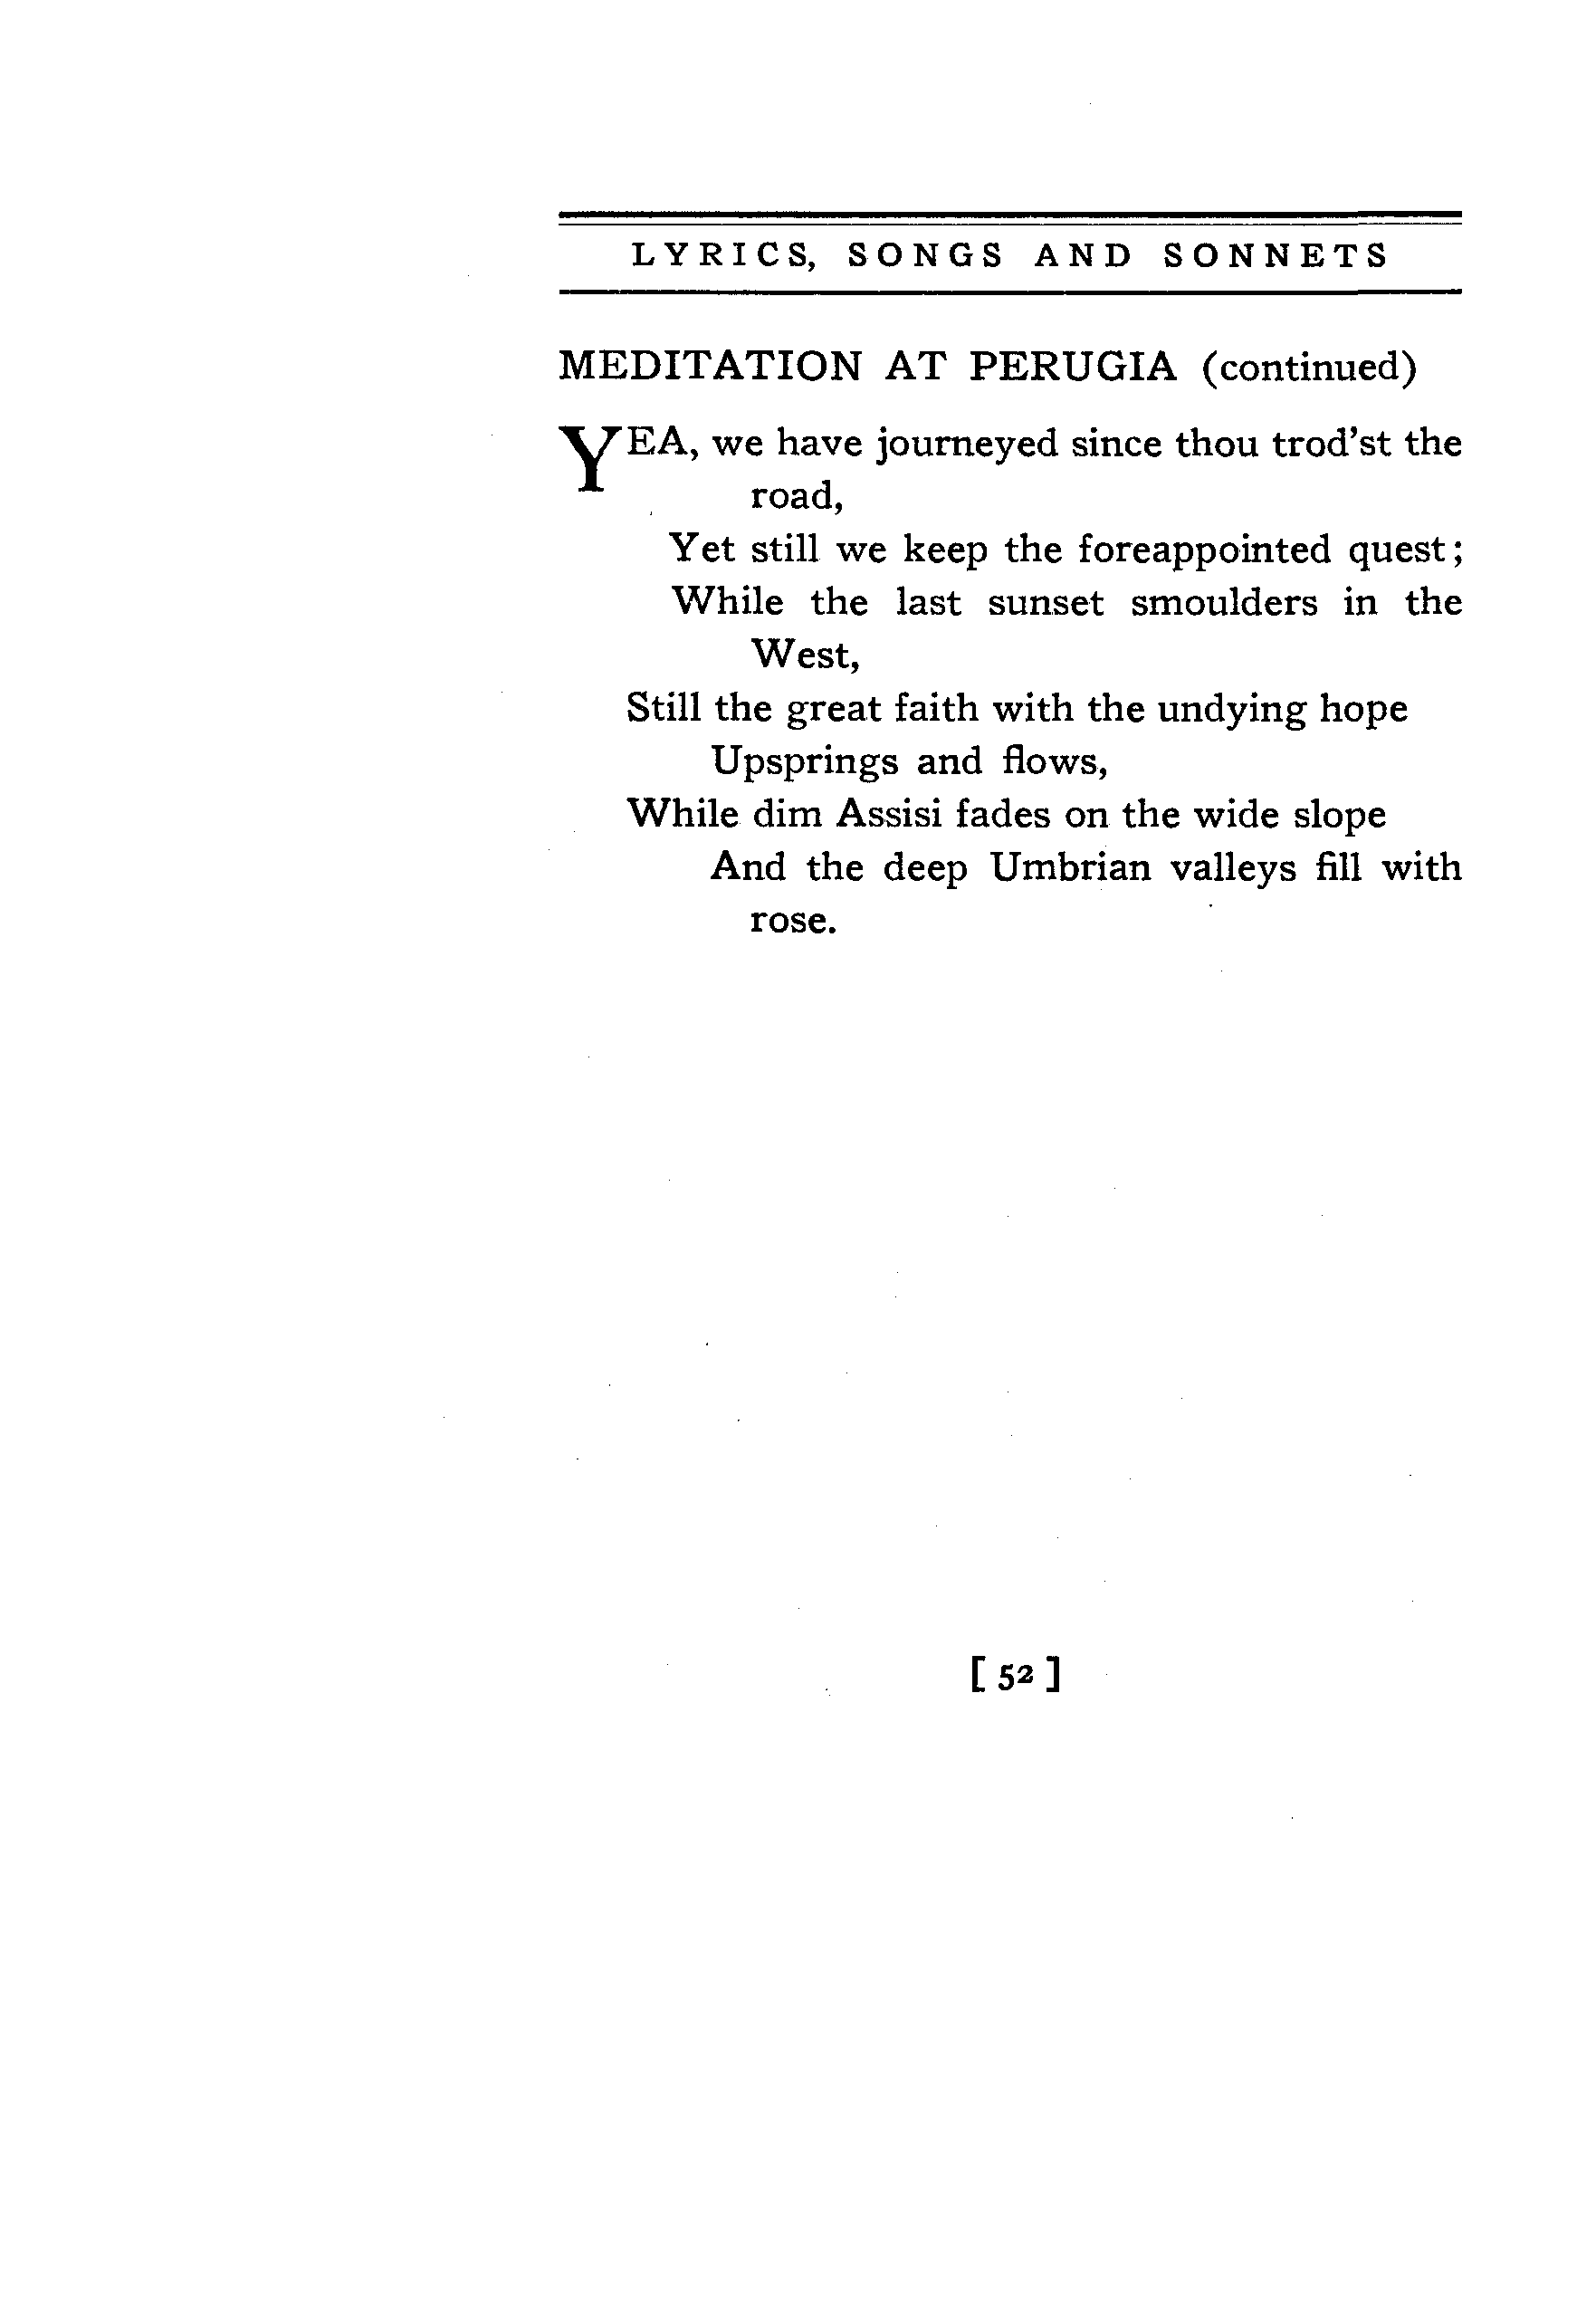 LYRICS, SONGS AND SONNETS
MEDITATION AT PERUGIA (continued)
YEA, we have journeyed since thou trod'st the
road,
Yet still we keep the foreappointed quest;
While the last sunset smoulders in the
West,
Still the great faith with the undying hope
Upsprings and flows,
While dim Assisi fades on the wide slope
And the deep Umbrian valleys fill with
rose.
[ 52 ]